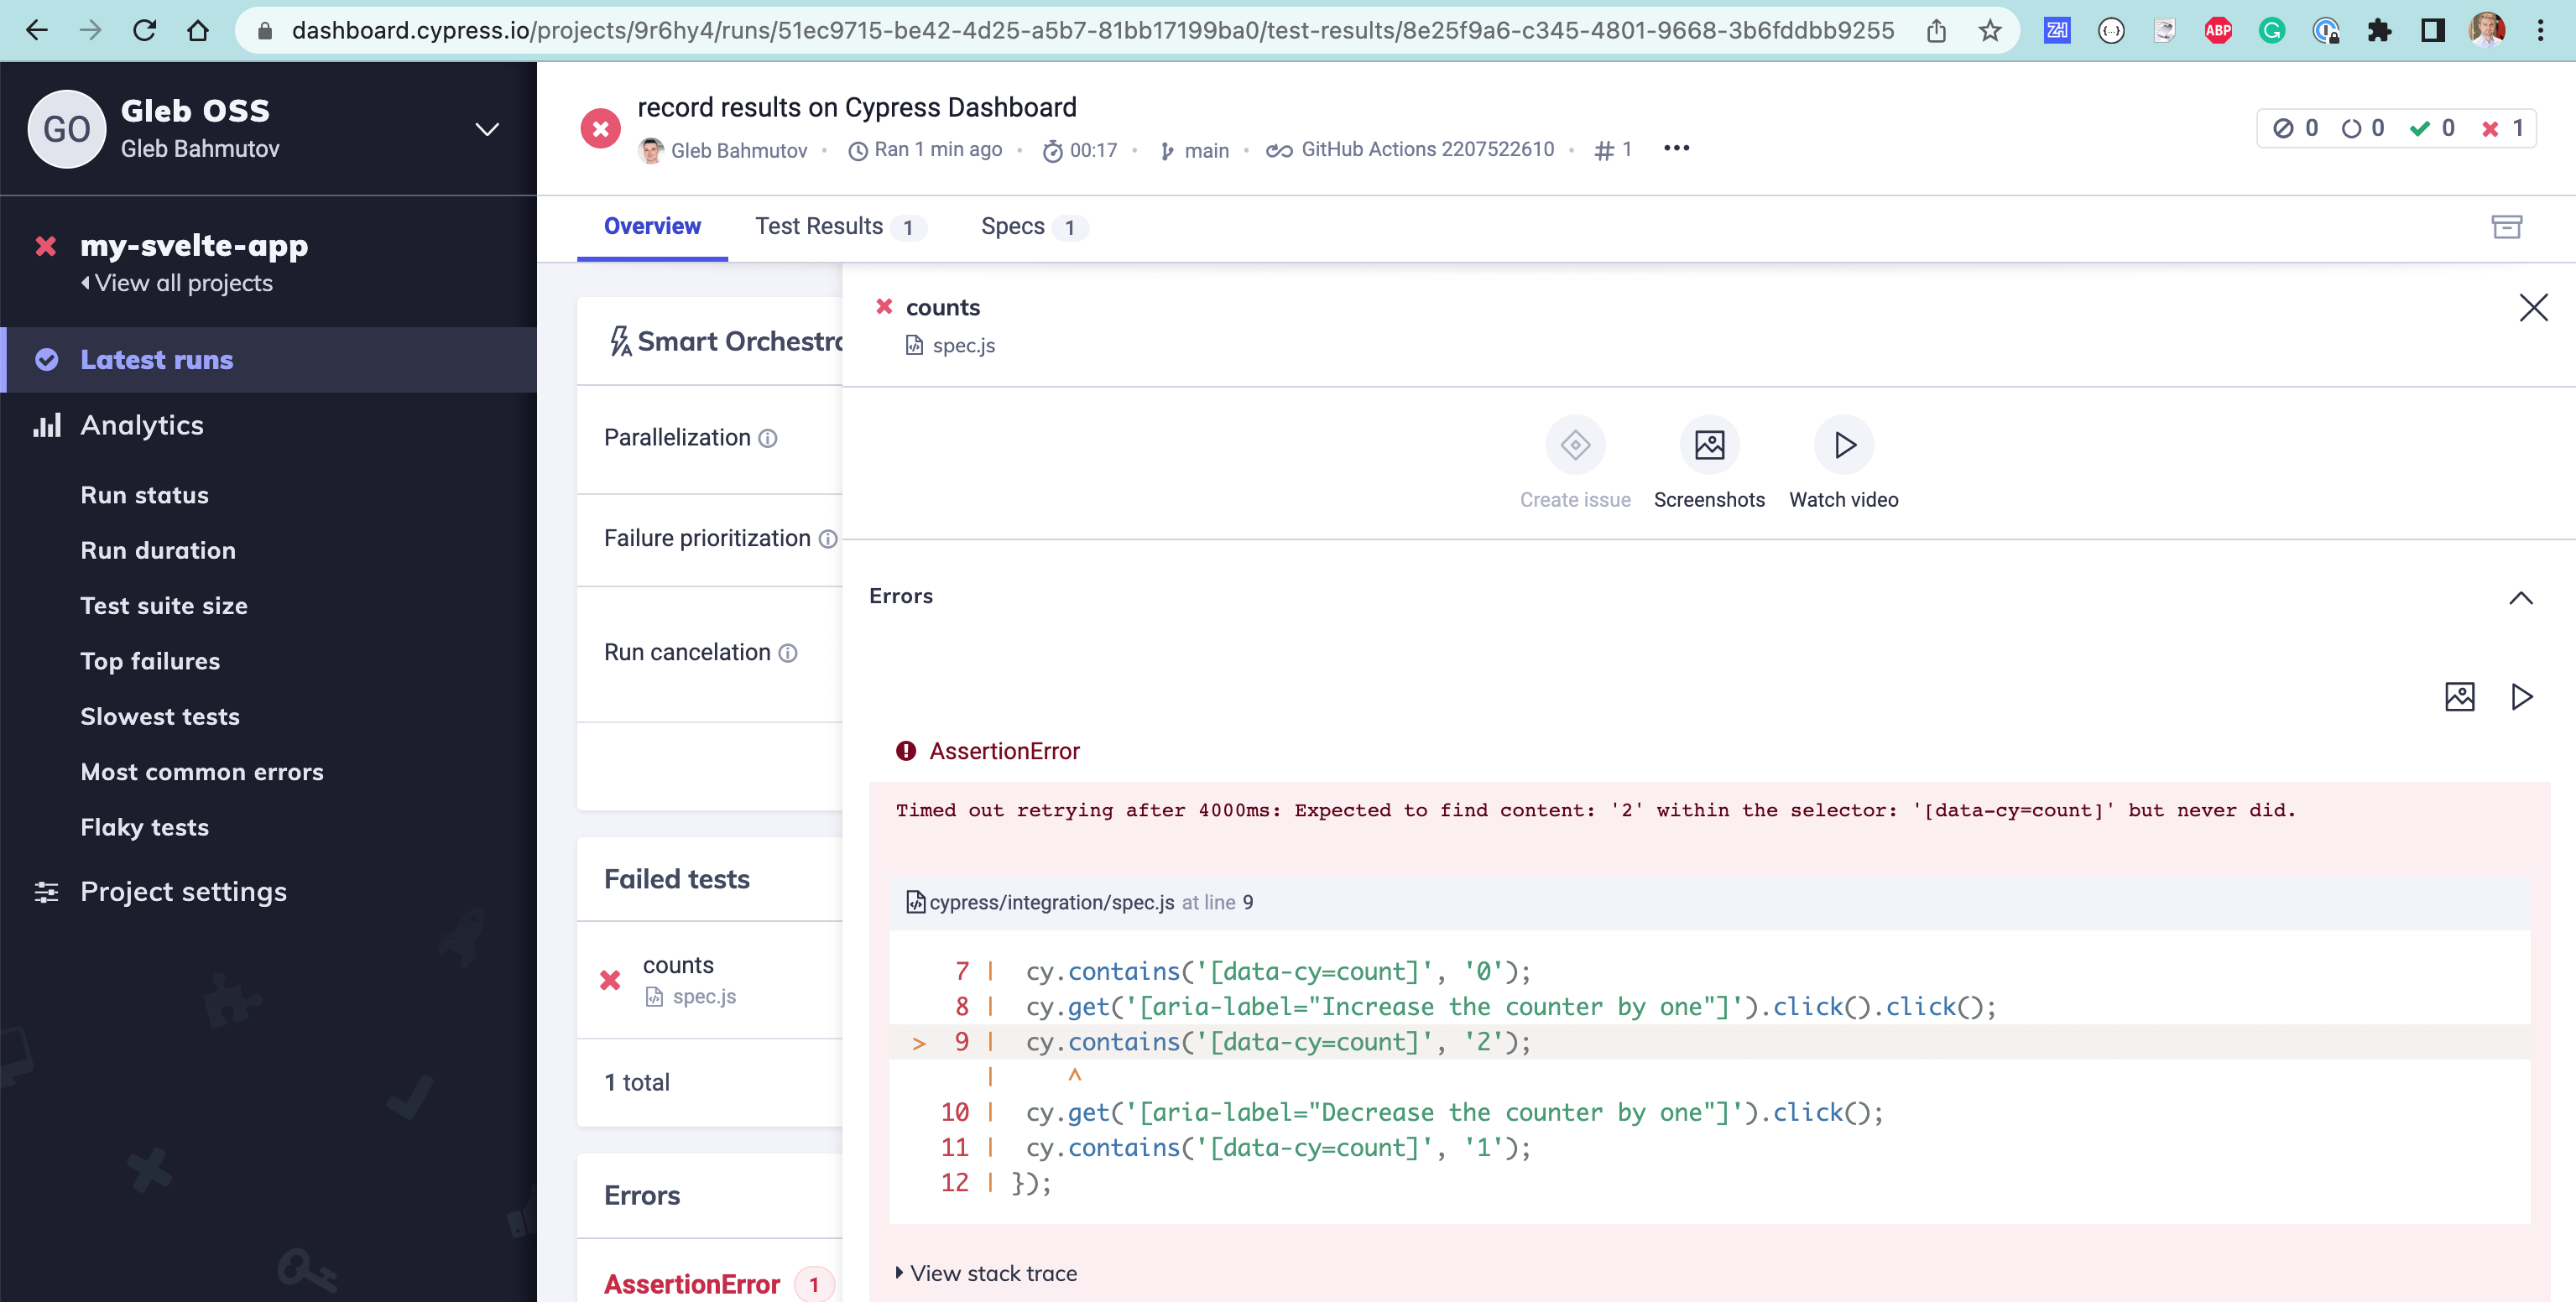 dashboard.cypress.io/projects/9r6hy4/runs/51ec9715-be42-4d25-a5b7-81bb17199ba0/test-results/8e25f9a6-c345-4801-9668-3b6fddbb9255
ZH
{...}
ABP
G
GO
Gleb OSS
Gleb Bahmutov
my-svelte-app
View all projects
Latest runs
Analytics
Run status
Run duration
Test suite size
Top failures
Slowest tests
Most common errors
Flaky tests
Project settings
record results on Cypress Dashboard
Gleb Bahmutov • Ran 1 min ago • 00:17 • main • GitHub Actions 2207522610 • # 1 •••
0 0 0 1
Overview Test Results 1 Specs 1
Smart Orchestra
Parallelization
Failure prioritization
Run cancelation
Failed tests
counts
spec.js
1 total
Errors
AssertionError 1
counts
spec.js
Create issue Screenshots Watch video
Errors
AssertionError
Timed out retrying after 4000ms: Expected to find content: '2' within the selector: '[data-cy=count]' but never did.
cypress/integration/spec.js at line 9
7 | cy.contains('[data-cy=count]', '0');
8 | cy.get('[aria-label="Increase the counter by one"]').click().click();
> 9 | cy.contains('[data-cy=count]', '2');
| ^
10 | cy.get('[aria-label="Decrease the counter by one"]').click();
11 | cy.contains('[data-cy=count]', '1');
12 | });
View stack trace